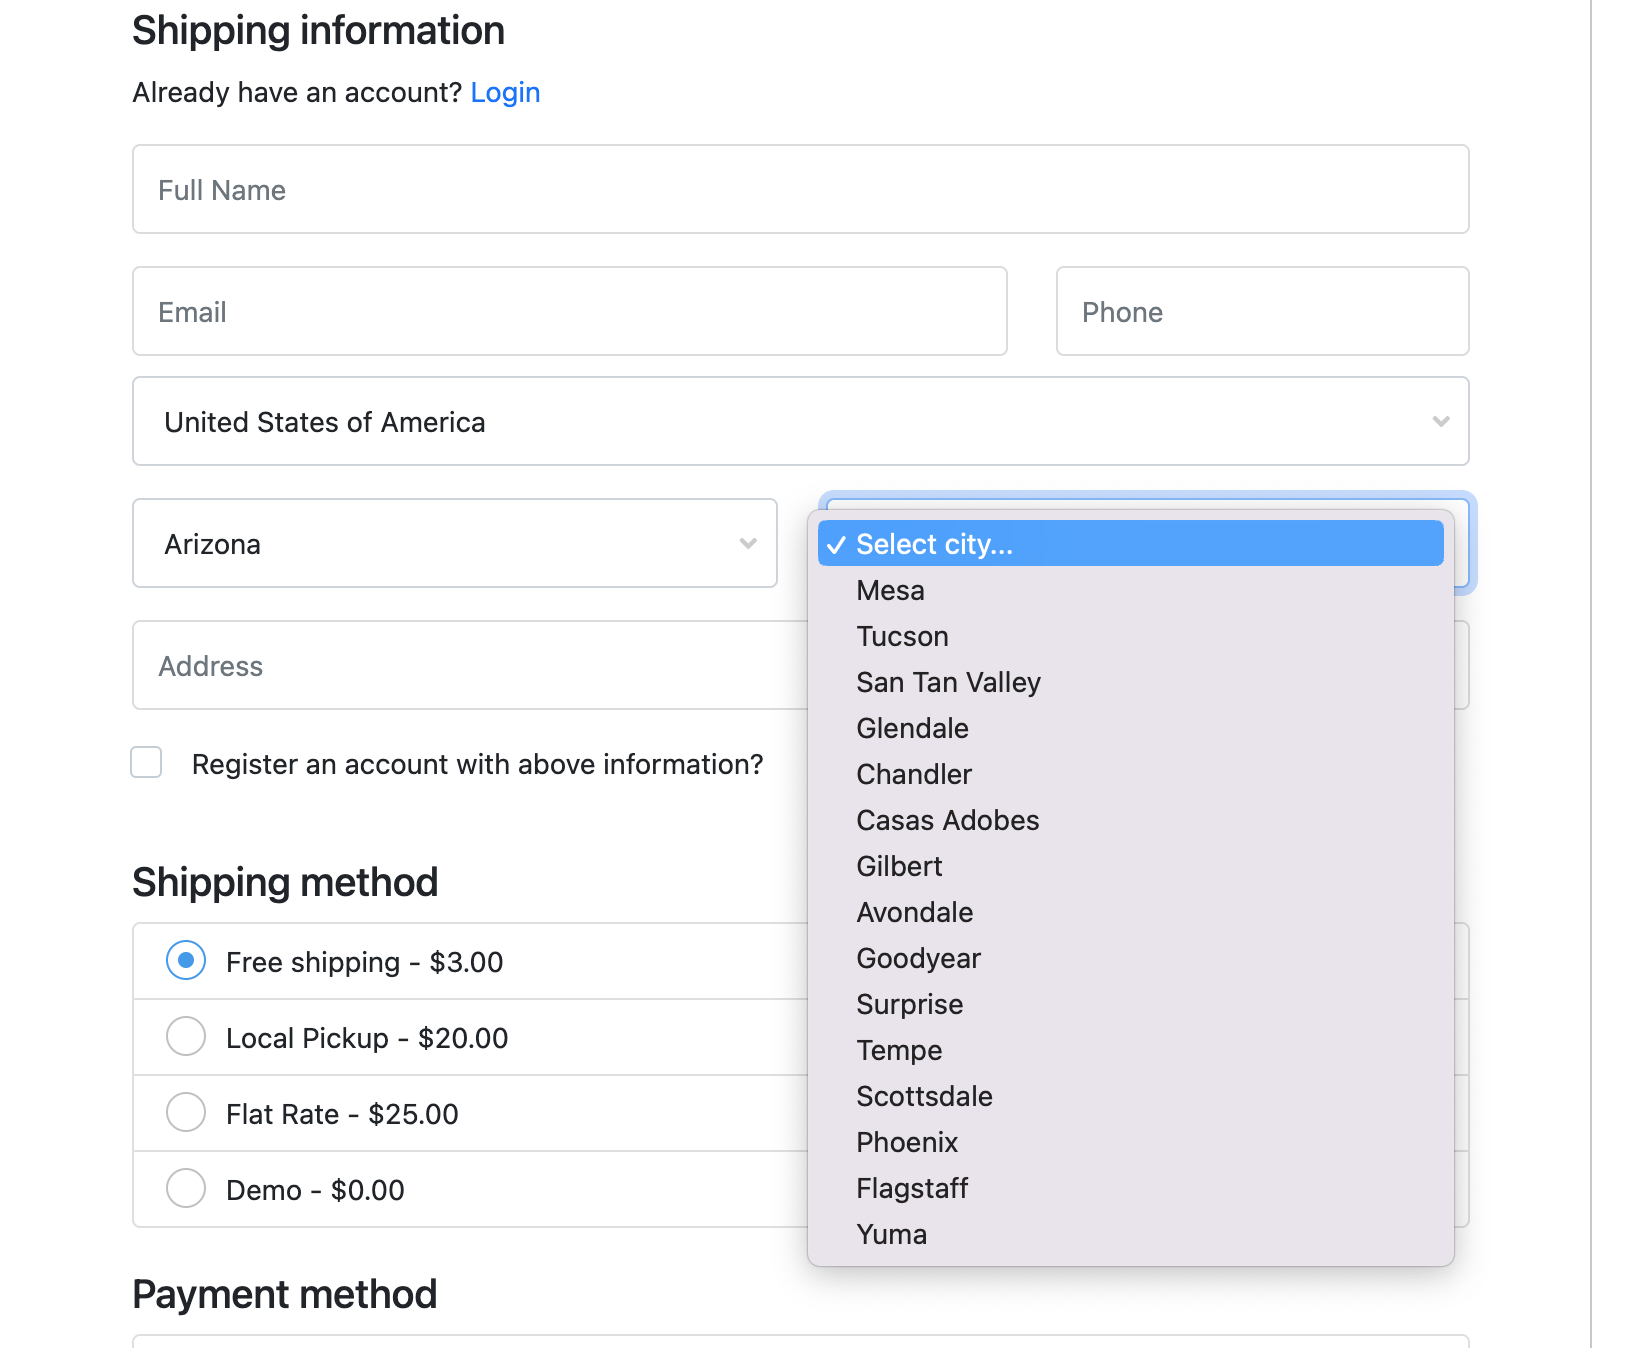 Shipping information
Already have an account? Login
Full Name
Email
Phone
United States of America
Arizona
Select city...
Mesa
Tucson
San Tan Valley
Glendale
Chandler
Casas Adobes
Gilbert
Avondale
Goodyear
Surprise
Tempe
Scottsdale
Phoenix
Flagstaff
Yuma
Address
Register an account with above information?
Shipping method
Free shipping - $3.00
Local Pickup - $20.00
Flat Rate - $25.00
Demo - $0.00
Payment method